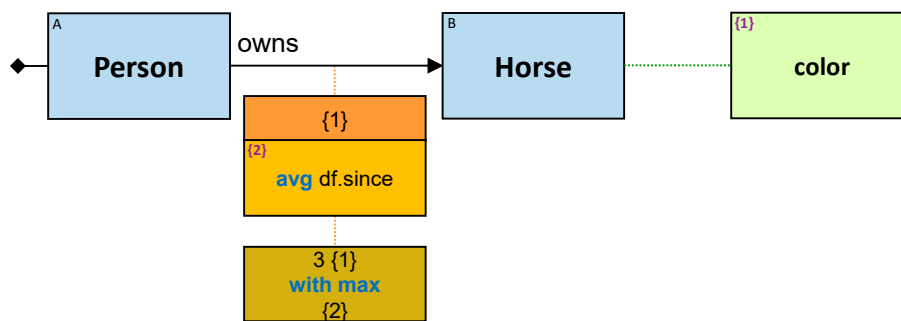 A
Person
owns
B
Horse
{1}
color
{1}
{2}
avg df.since
3 {1}
with max
{2}